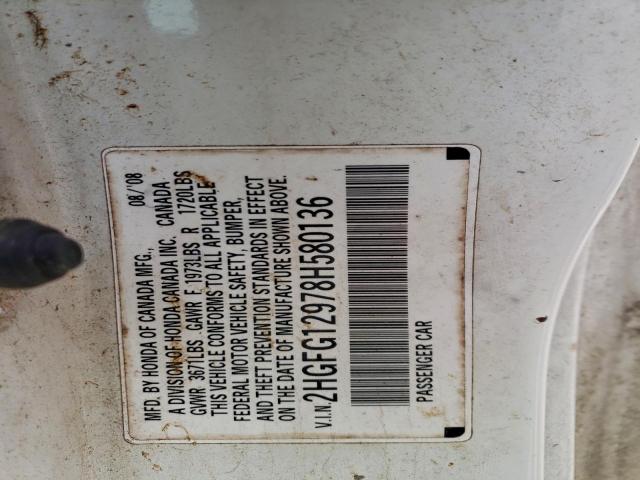 MFD. BY HONDA OF CANADA MFG., 08/'08
A DIVISION OF HONDA CANADA INC. CANADA
GVWR 3671LBS GAWR F 1973LBS R 1720LBS
THIS VEHICLE CONFORMS TO ALL APPLICABLE
FEDERAL MOTOR VEHICLE SAFETY, BUMPER,
AND THEFT PREVENTION STANDARDS IN EFFECT
ON THE DATE OF MANUFACTURE SHOWN ABOVE.
V.I.N. 2HGFG12978H580136
PASSENGER CAR